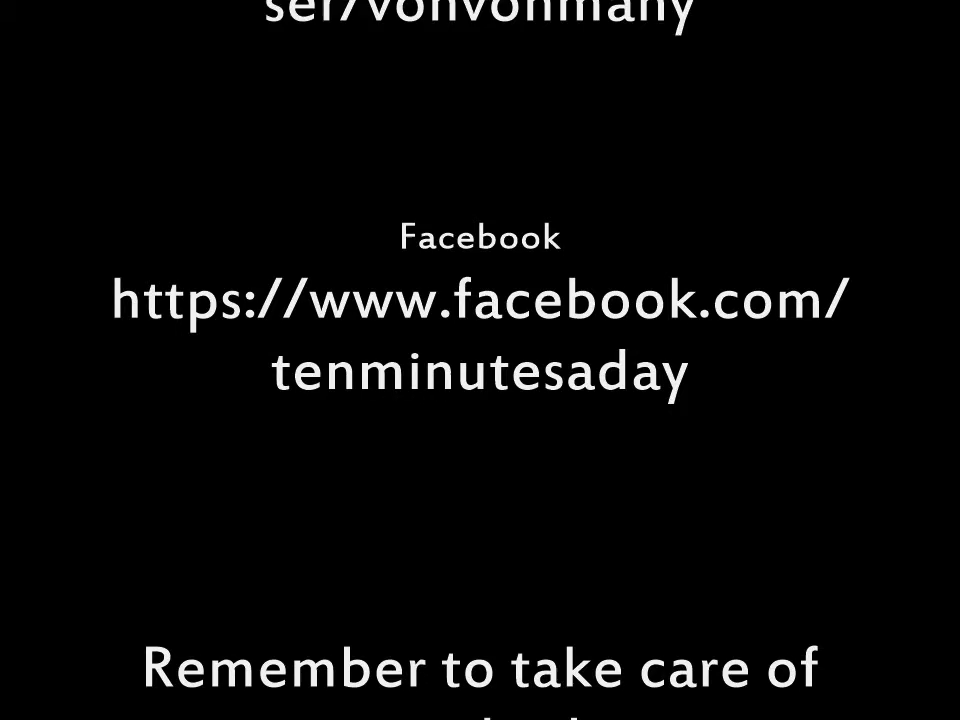 ser/vonvonmany
Facebook
https://www.facebook.com/
tenminutesaday
Remember to take care of